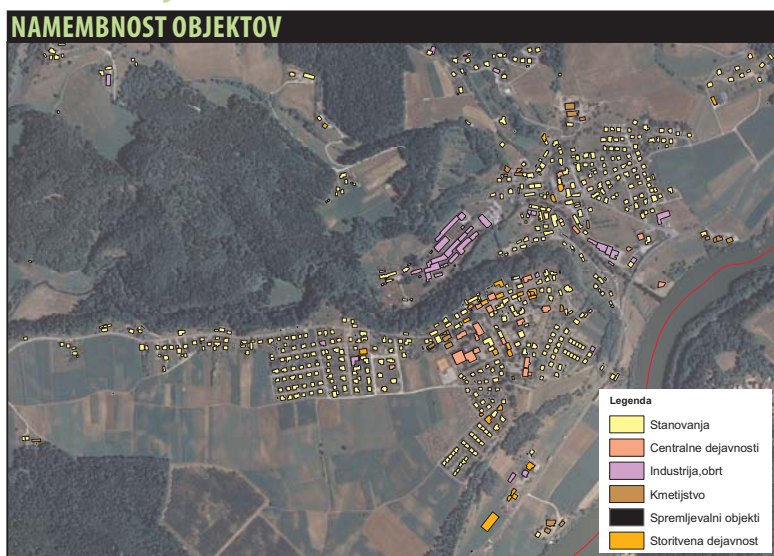 NAMEMBNOST OBJEKTOV
Legenda
Stanovanja
Centralne dejavnosti
Industrija,obrt
Kmetijstvo
Spremljevalni objekti
Storitvena dejavnost